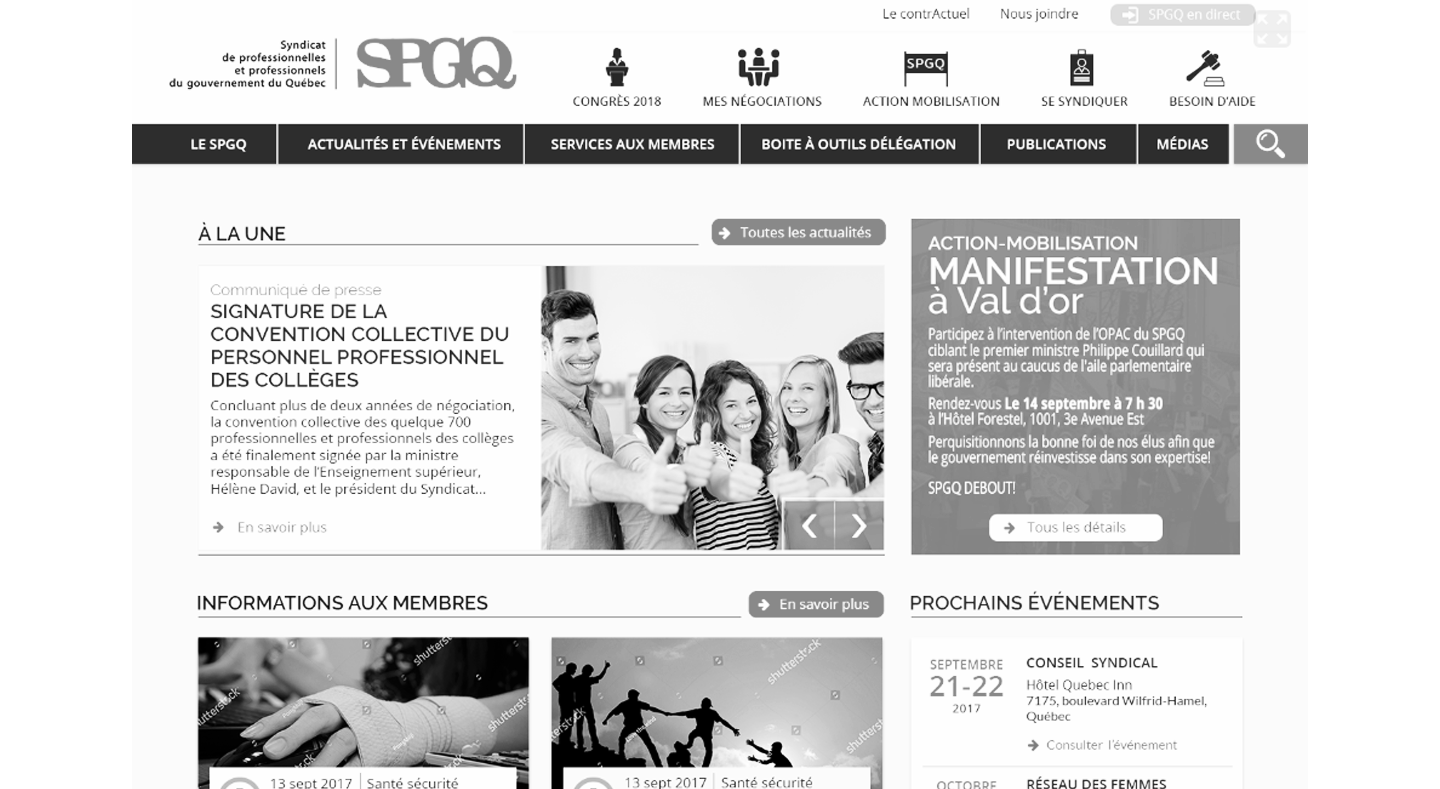 Le contrActuel Nous joindre SPGQ en direct
Syndicat
de professionnelles
et professionnels
du gouvernement du Québec
SPGQ
SPGQ
CONGRÈS 2018 MES NÉGOCIATIONS ACTION MOBILISATION SE SYNDIQUER BESOIN D'AIDE
LE SPGQ ACTUALITÉS ET ÉVÉNEMENTS SERVICES AUX MEMBRES BOITE À OUTILS DÉLÉGATION PUBLICATIONS MÉDIAS
À LA UNE
Toutes les actualités
Communiqué de presse
SIGNATURE DE LA
CONVENTION COLLECTIVE DU
PERSONNEL PROFESSIONNEL
DES COLLÈGES
Concluant plus de deux années de négociation,
la convention collective des quelque 700
professionnelles et professionnels des collèges
a été finalement signée par la ministre
responsable de l'Enseignement supérieur,
Hélène David, et le président du Syndicat...
En savoir plus
ACTION-MOBILISATION
MANIFESTATION
à Val d'or
Participez à l'intervention de l'OPAC du SPGQ
ciblant le premier ministre Philippe Couillard qui
sera présent au caucus de l'aile parlementaire
libérale.
Rendez-vous Le 14 septembre à 7 h 30
à l'Hôtel Forestel, 1001, 3e Avenue Est
Perquisitionnons la bonne foi de nos élus afin que
le gouvernement réinvestisse dans son expertise!
SPGQ DEBOUT!
Tous les détails
INFORMATIONS AUX MEMBRES
En savoir plus
shutterstock
shutterstock
shutterstock
13 sept 2017 Santé sécurité
shutterstock
shutterstock
shutterstock
13 sept 2017 Santé sécurité
PROCHAINS ÉVÉNEMENTS
SEPTEMBRE
21-22
2017
CONSEIL SYNDICAL
Hôtel Quebec Inn
7175, boulevard Wilfrid-Hamel,
Québec
Consulter l'événement
OCTOBRE
RÉSEAU DES FEMMES